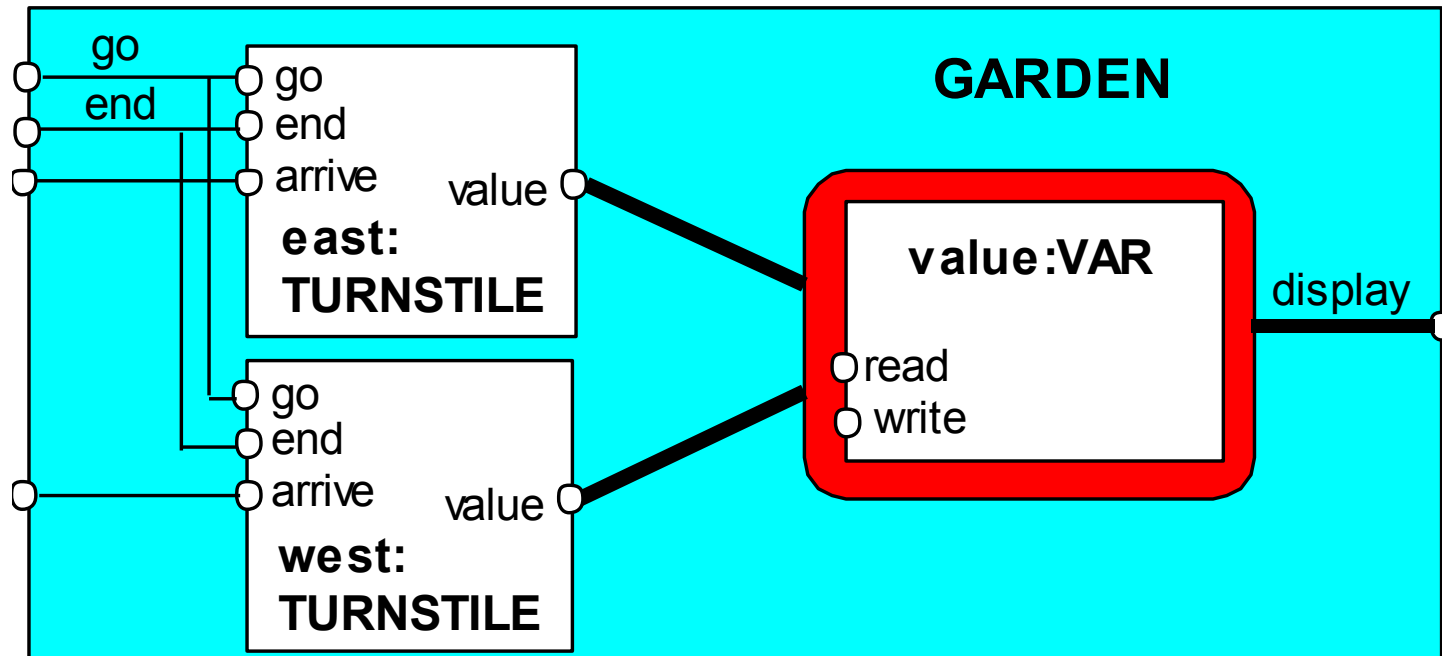 go
end
GARDEN
go
end
arrive
value
east:
TURNSTILE
value:VAR
read
write
display
go
end
arrive
value
west:
TURNSTILE